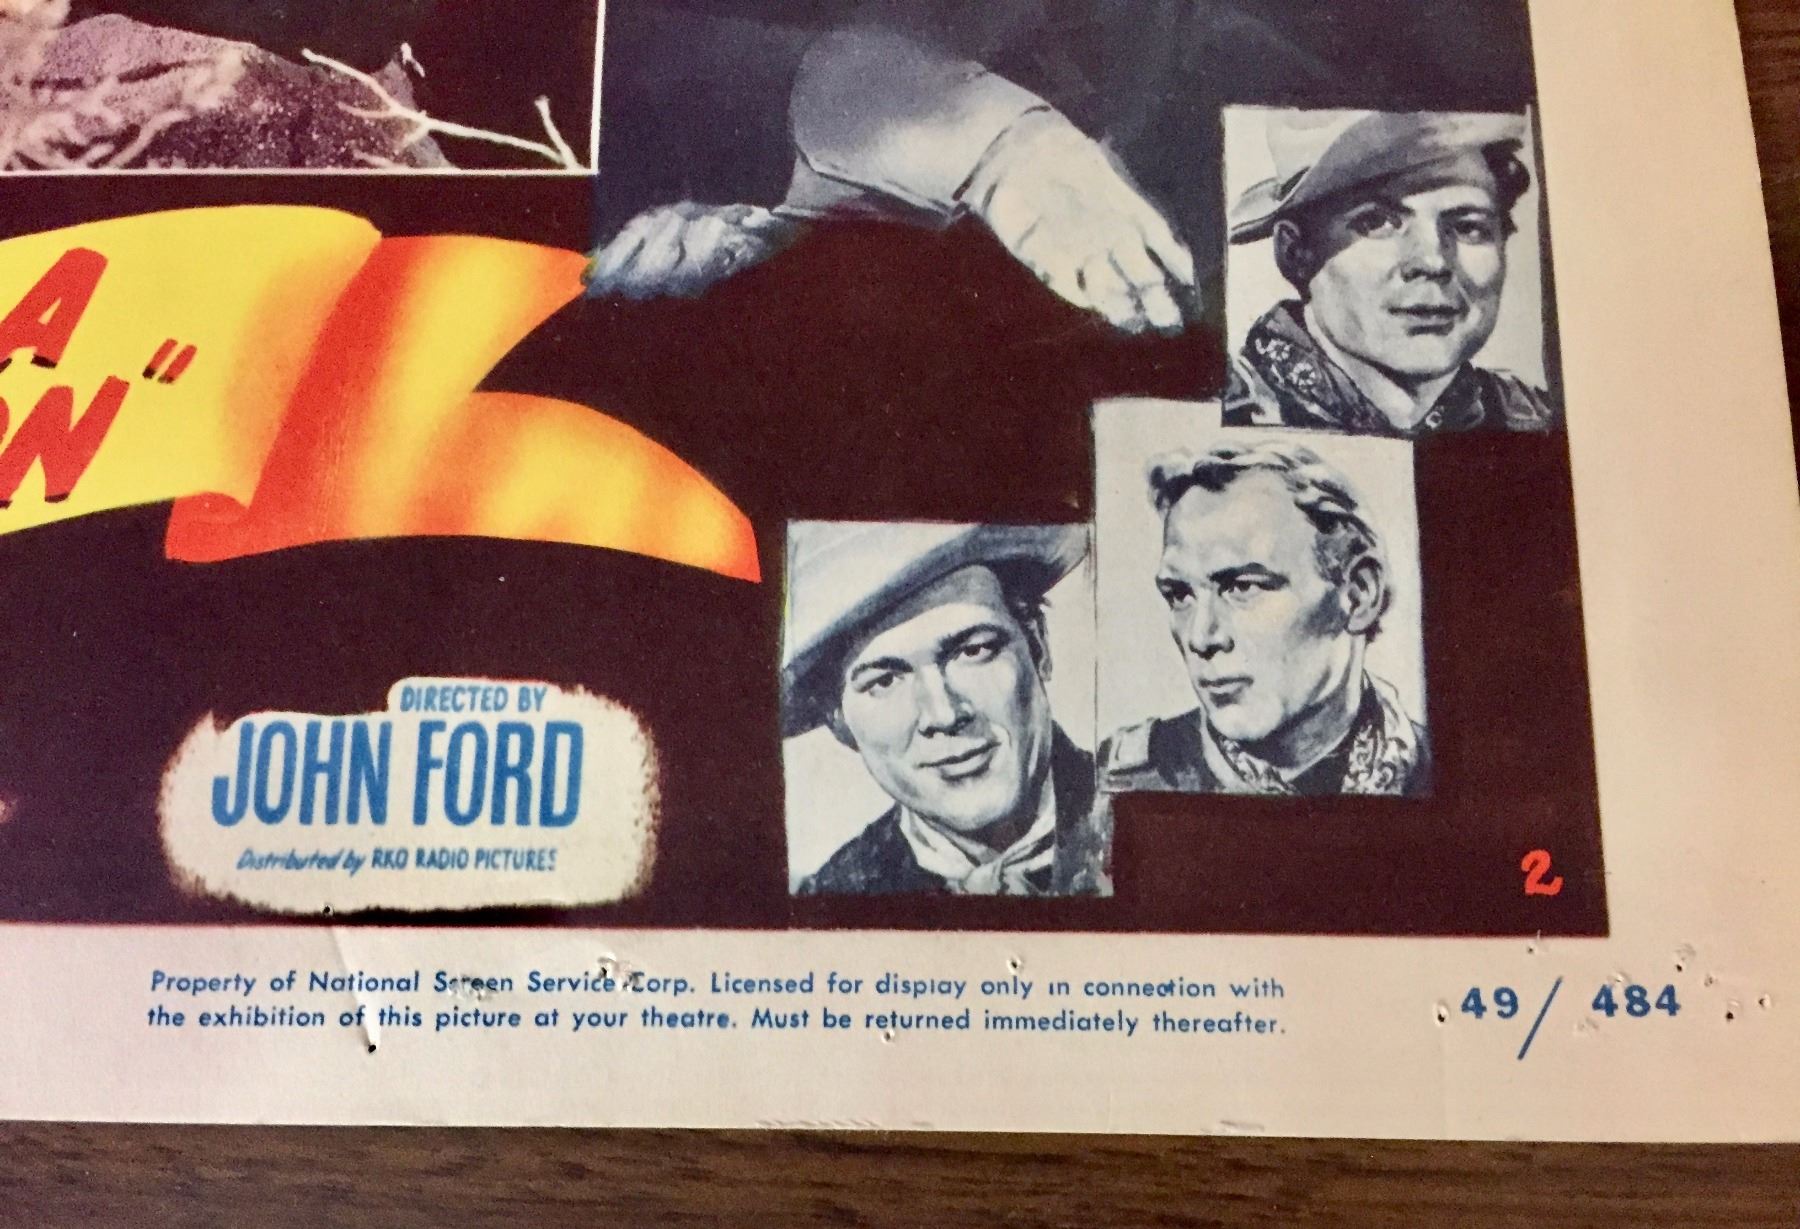 A
ON"
DIRECTED BY
JOHN FORD
Distributed by RKO RADIO PICTURES
2
Property of National Screen Service Corp. Licensed for display only in connection with
the exhibition of this picture at your theatre. Must be returned immediately thereafter.
49/484